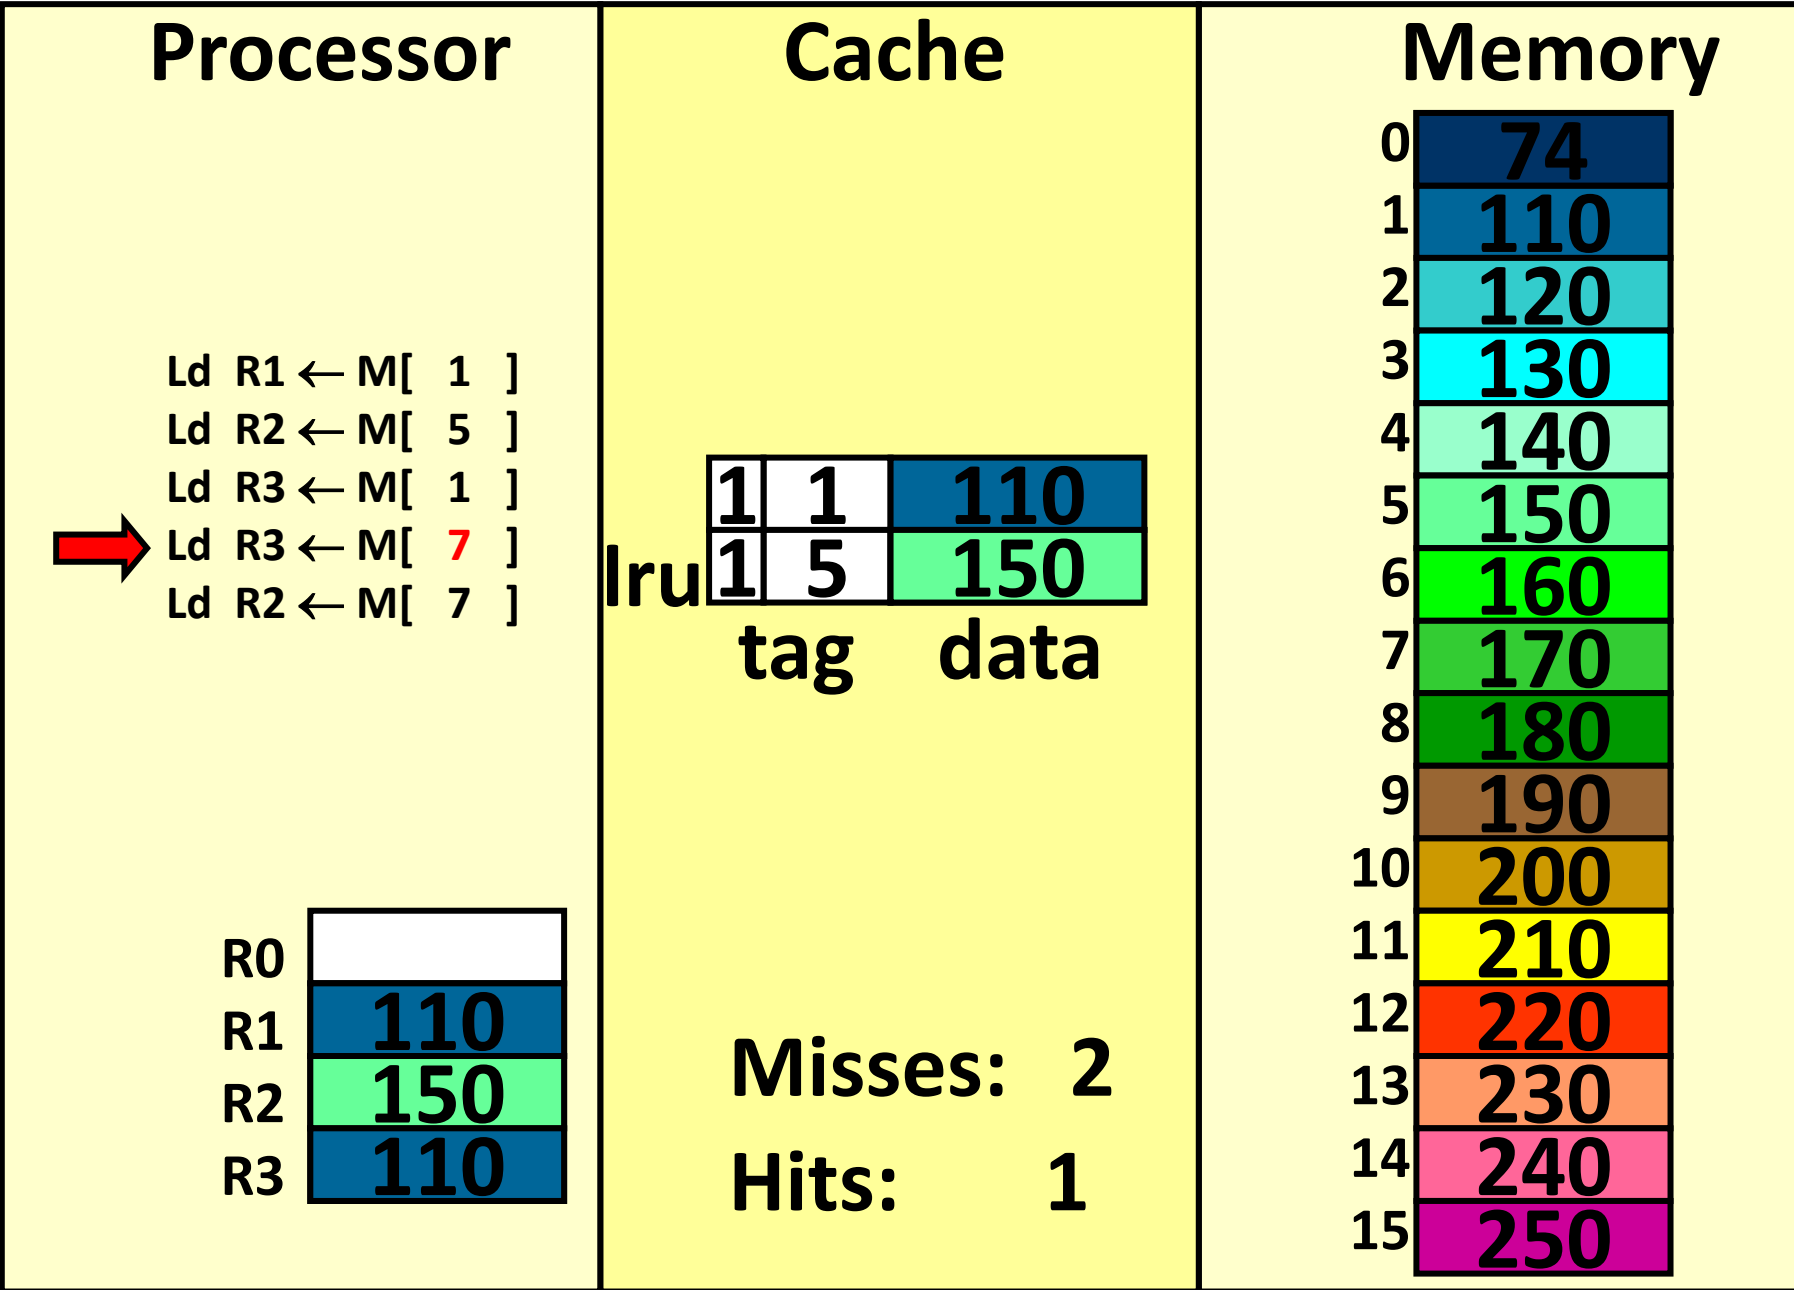 Processor
Ld R1 ← M[ 1 ]
Ld R2 ← M[ 5 ]
Ld R3 ← M[ 1 ]
Ld R3 ← M[ 7 ]
Ld R2 ← M[ 7 ]
R0
R1 110
R2 150
R3 110
Cache
1 1 110
lru 1 5 150
tag data
Misses: 2
Hits: 1
Memory
0 74
1 110
2 120
3 130
4 140
5 150
6 160
7 170
8 180
9 190
10 200
11 210
12 220
13 230
14 240
15 250